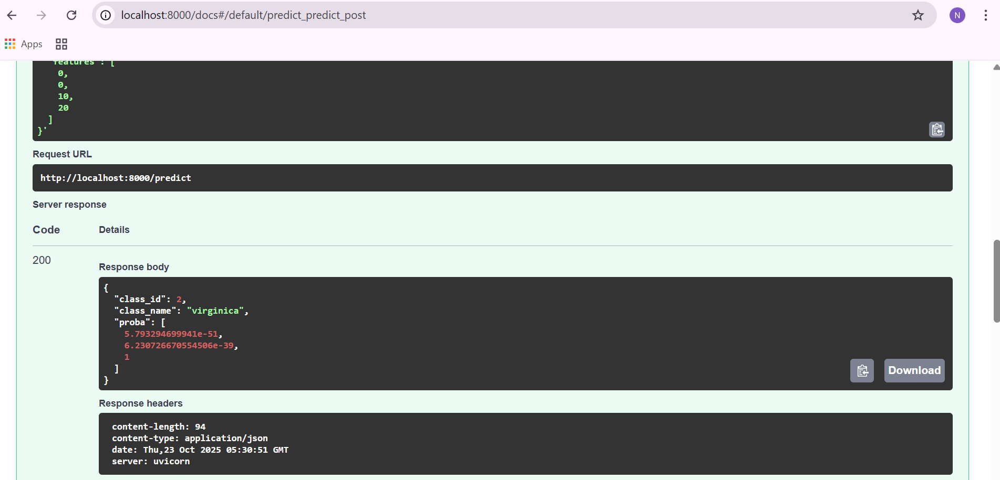 localhost:8000/docs#/default/predict_predict_post
N
Apps
"features": [
0,
0,
10,
20
]
}'
Request URL
http://localhost:8000/predict
Server response
Code Details
200
Response body
{
"class_id": 2,
"class_name": "virginica",
"proba": [
5.793294699941e-51,
6.230726670554506e-39,
1
]
}
Download
Response headers
content-length: 94
content-type: application/json
date: Thu,23 Oct 2025 05:30:51 GMT
server: uvicorn